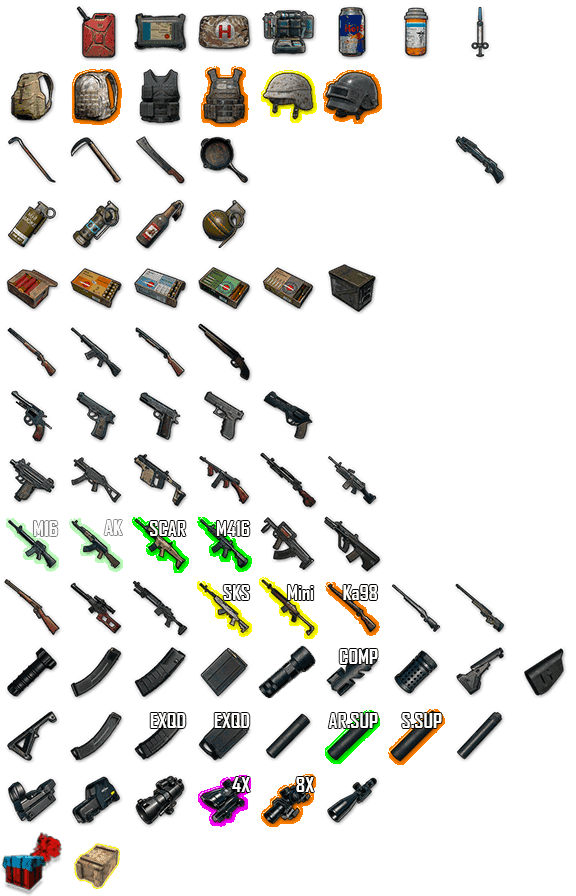 H
M16 AK SCAR M416
SKS Mini Ka98
COMP
EXQD EXQD AR.SUP S.SUP
4X 8X